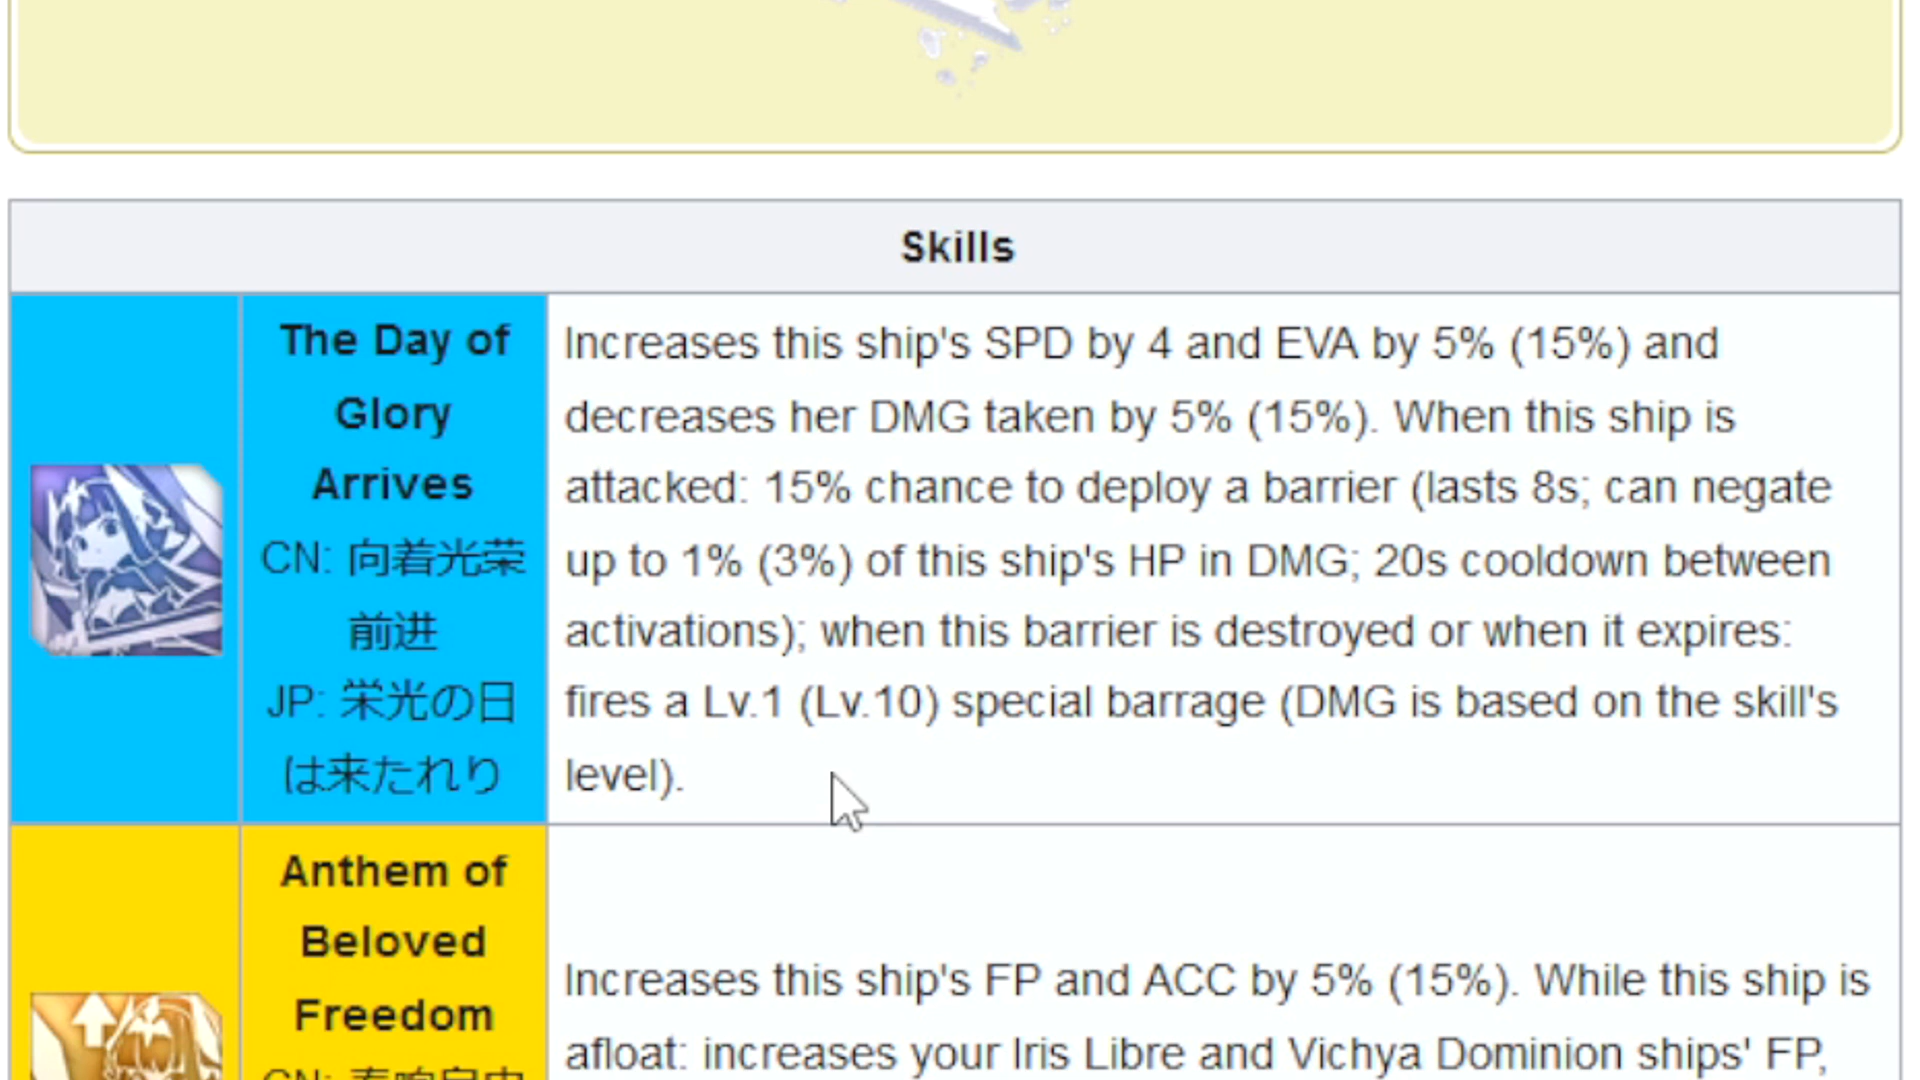 Skills
The Day of
Glory
Arrives
CN: 向着光荣
前进
JP: 栄光の日
は来たれり
Increases this ship's SPD by 4 and EVA by 5% (15%) and
decreases her DMG taken by 5% (15%). When this ship is
attacked: 15% chance to deploy a barrier (lasts 8s; can negate
up to 1% (3%) of this ship's HP in DMG; 20s cooldown between
activations); when this barrier is destroyed or when it expires:
fires a Lv.1 (Lv.10) special barrage (DMG is based on the skill's
level).
Anthem of
Beloved
Freedom
CN:
Increases this ship's FP and ACC by 5% (15%). While this ship is
afloat: increases your Iris Libre and Vichya Dominion ships' FP,